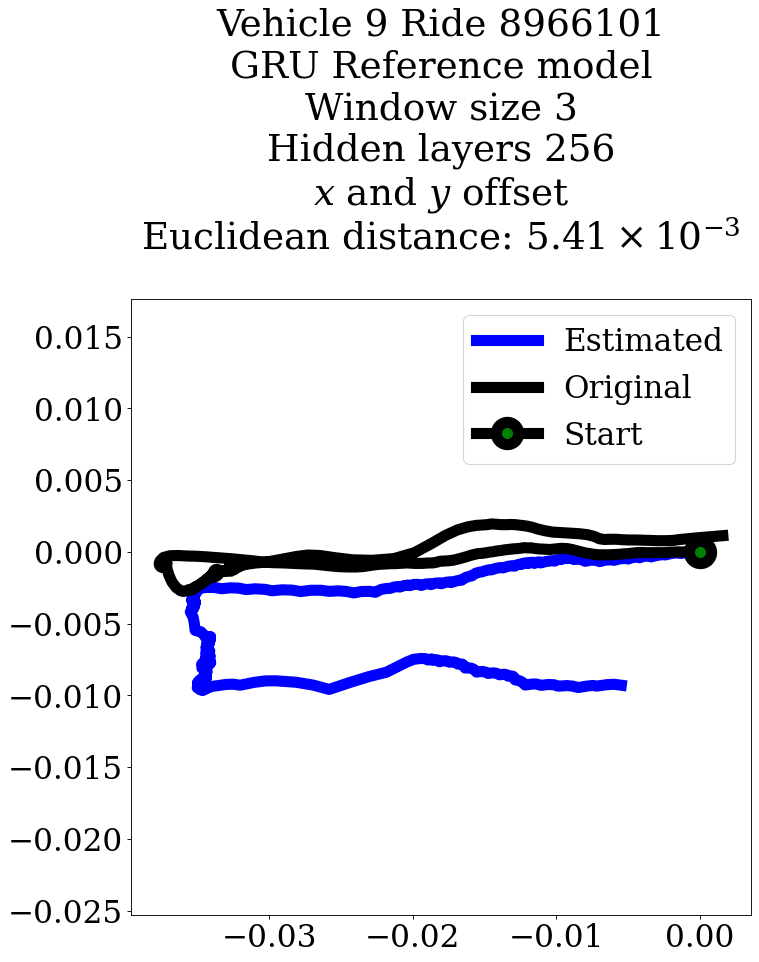 Vehicle 9 Ride 8966101
GRU Reference model
Window size 3
Hidden layers 256
x and y offset
Euclidean distance: 5.41 × 10⁻³
Estimated
Original
Start
0.015
0.010
0.005
0.000
−0.005
−0.010
−0.015
−0.020
−0.025
−0.03 −0.02 −0.01 0.00